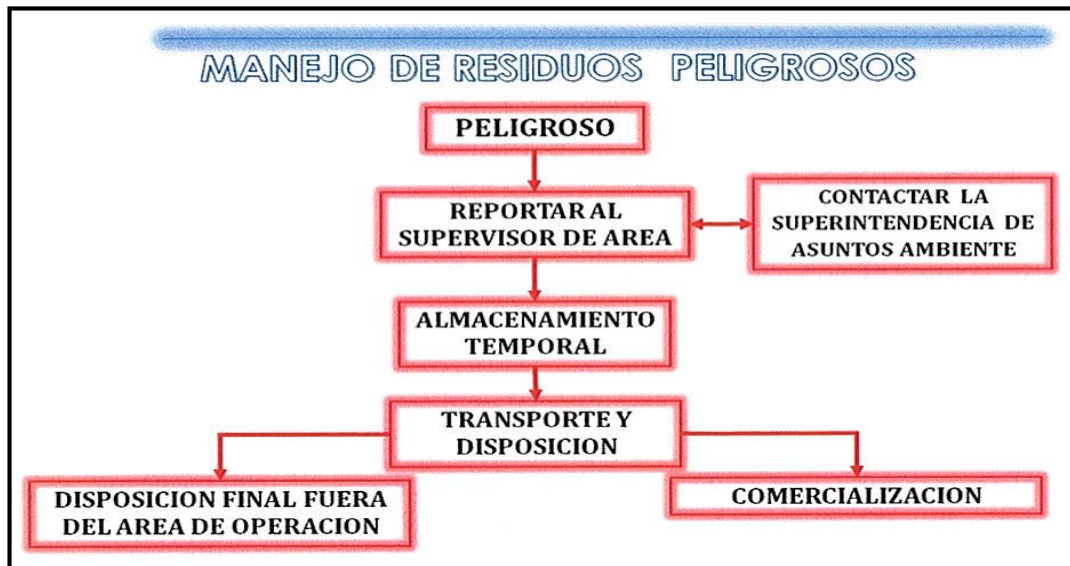 MANEJO DE RESIDUOS PELIGROSOS
PELIGROSO
REPORTAR AL
SUPERVISOR DE AREA
CONTACTAR LA
SUPERINTENDENCIA DE
ASUNTOS AMBIENTE
ALMACENAMIENTO
TEMPORAL
TRANSPORTE Y
DISPOSICION
DISPOSICION FINAL FUERA
DEL AREA DE OPERACION
COMERCIALIZACION